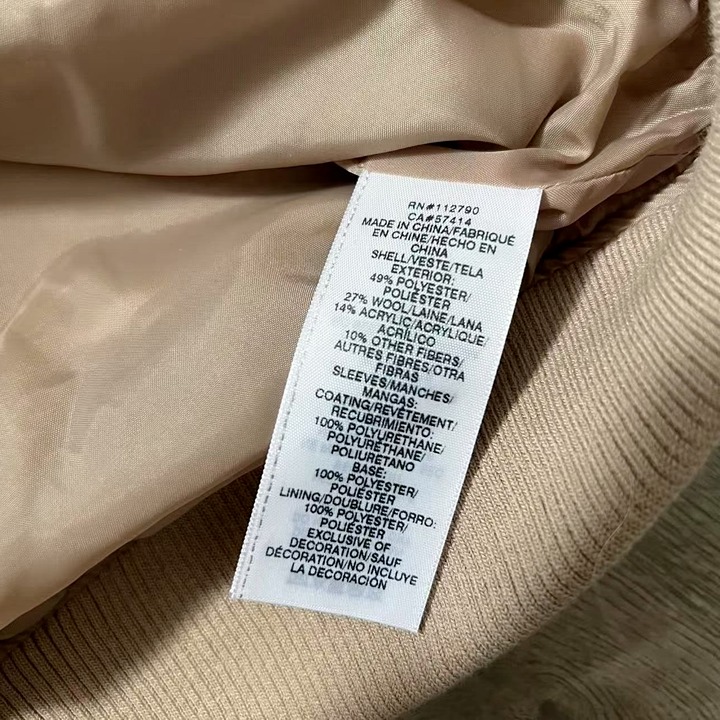 RN#112790
CA#57414
MADE IN CHINA/FABRIQUÉ
EN CHINE/HECHO EN
CHINA
SHELL/VESTE/TELA
EXTERIOR:
49% POLYESTER/
POLIÉSTER
27% WOOL/LAINE/LANA
14% ACRYLIC/ACRYLIQUE/
ACRÍLICO
10% OTHER FIBERS/
AUTRES FIBRES/OTRA
FIBRAS
SLEEVES/MANCHES/
MANGAS:
COATING/REVÊTEMENT/
RECUBRIMIENTO:
100% POLYURETHANE/
POLYURÉTHANE/
POLIURETANO
BASE:
100% POLYESTER/
POLIÉSTER
LINING/DOUBLURE/FORRO:
100% POLYESTER/
POLIÉSTER
EXCLUSIVE OF
DECORATION/SAUF
DÉCORATION/NO INCLUYE
LA DECORACIÓN